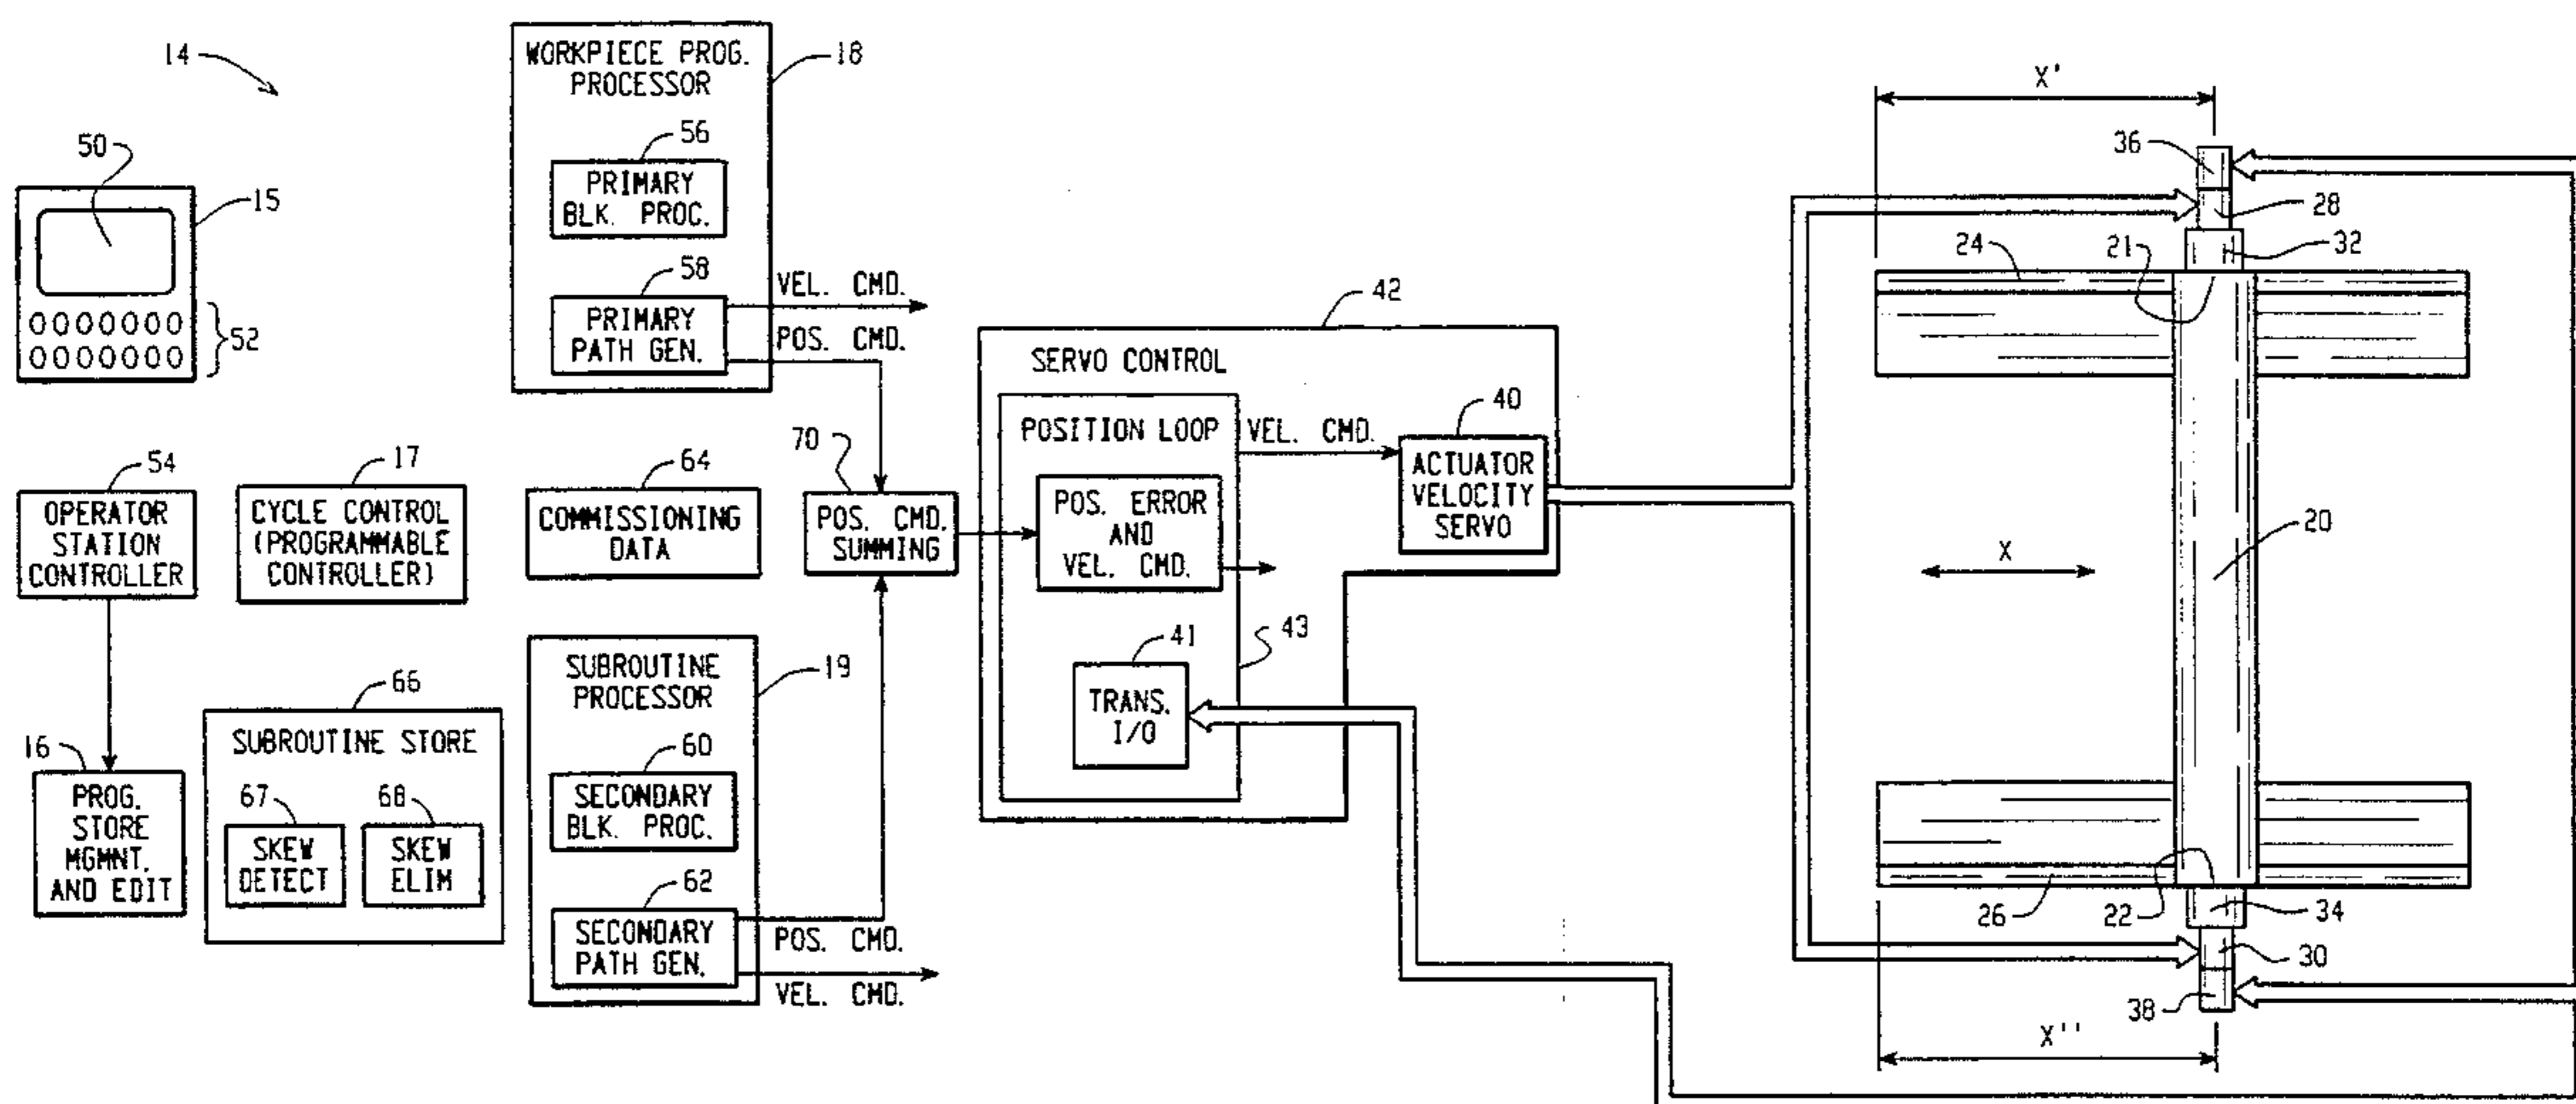 14
50
15
0000000
0000000
52
WORKPIECE PROG.
PROCESSOR
18
56
PRIMARY
BLK. PROC.
58
PRIMARY
PATH GEN.
VEL. CMD.
POS. CMD.
54
OPERATOR
STATION
CONTROLLER
17
CYCLE CONTROL
(PROGRAMMABLE
CONTROLLER)
64
COMMISSIONING
DATA
70
POS. CMD.
SUMMING
16
PROG.
STORE
MGMNT.
AND EDIT
66
SUBROUTINE STORE
67
SKEW
DETECT
68
SKEW
ELIM
SUBROUTINE
PROCESSOR
19
60
SECONDARY
BLK. PROC.
62
SECONDARY
PATH GEN.
POS. CMD.
VEL. CMD.
42
SERVO CONTROL
POSITION LOOP
VEL. CMD.
40
ACTUATOR
VELOCITY
SERVO
POS. ERROR
AND
VEL. CMD.
41
43
TRANS.
I/O
X'
36
28
24
21
32
X
20
26
22
34
30
38
X''